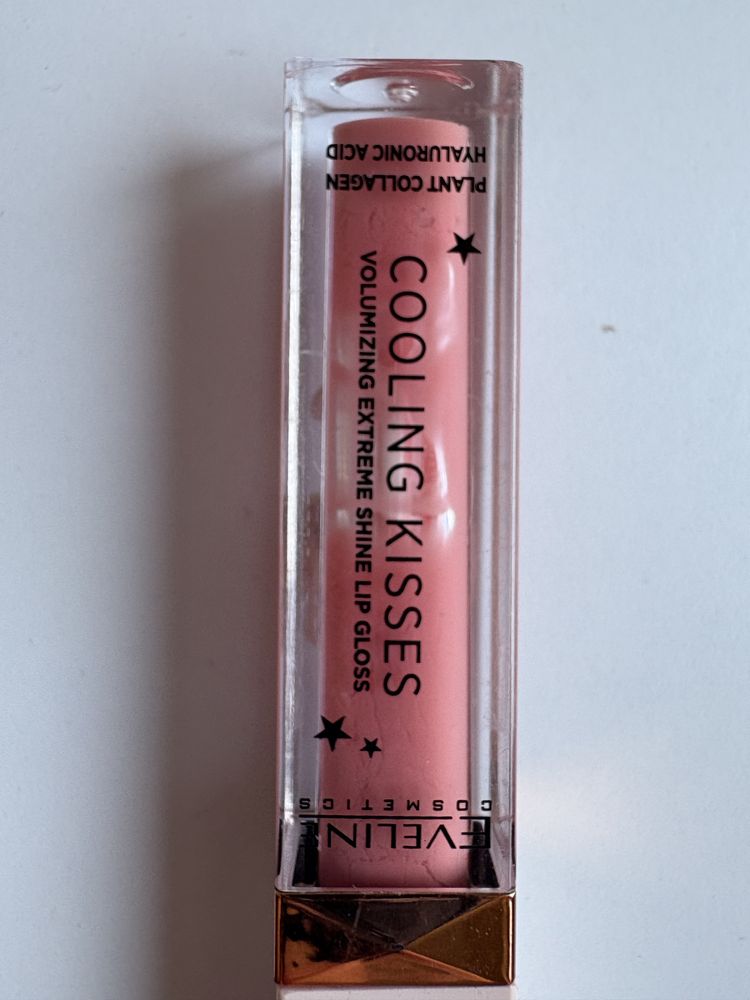 EVELINE
COSMETICS
COOLING KISSES
VOLUMIZING EXTREME SHINE LIP GLOSS
PLANT COLLAGEN
HYALURONIC ACID